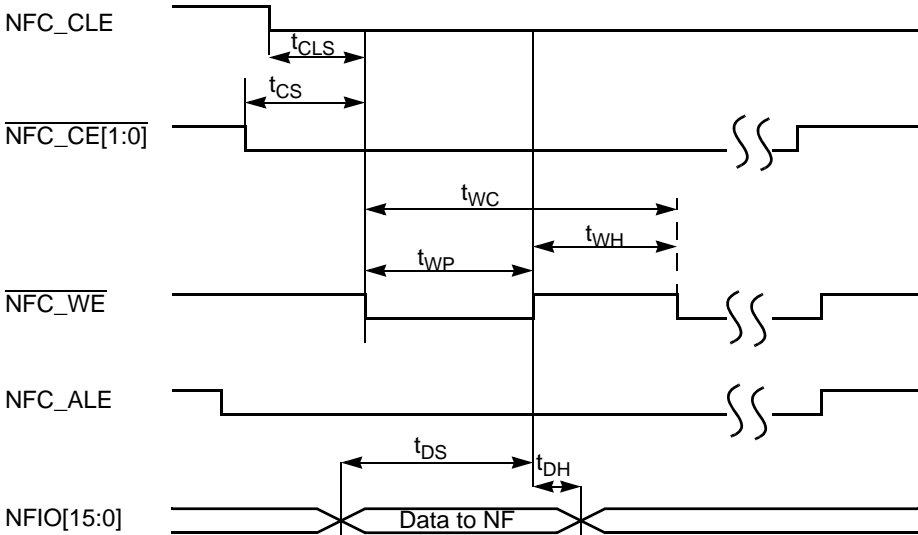 NFC_CLE
tCLS
tCS
NFC_CE[1:0]
tWC
tWH
tWP
NFC_WE
NFC_ALE
tDS
tDH
NFIO[15:0]
Data to NF